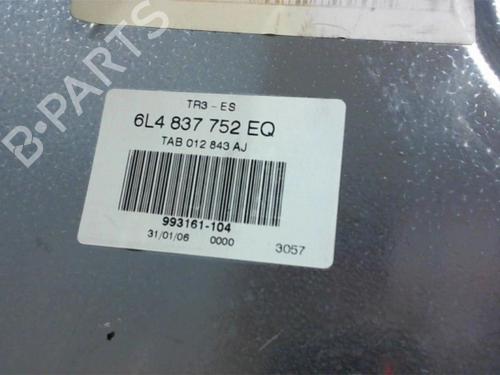 B-PARTS
TR3-ES
6L4 837 752 EQ
TAB 012 843 AJ
993161-104
31/01/06 0000 3057